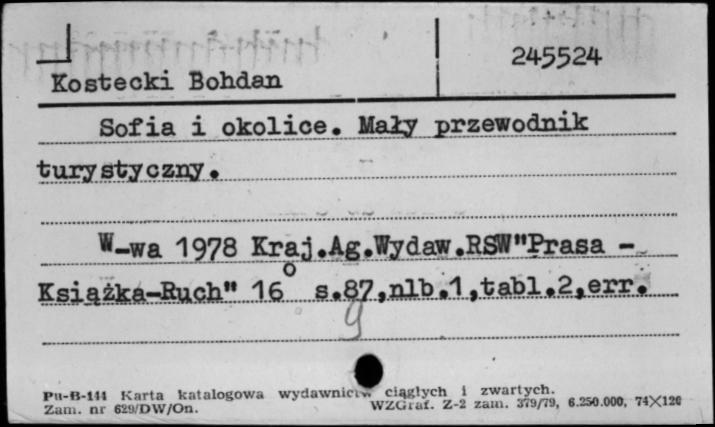 245524
Kostecki Bohdan
Sofia i okolice. Mały przewodnik
turystyczny.
W-wa 1978 Kraj.Ag.Wydaw.RSW"Prasa -
Książka-Ruch" 16° s.87,nlb.1,tabl.2,err.
9
Pu-B-144 Karta katalogowa wydawnictw ciągłych i zwartych.
Zam. nr 629/DW/On. WZGraf. Z-2 zam. 379/79, 6.250.000, 74×120